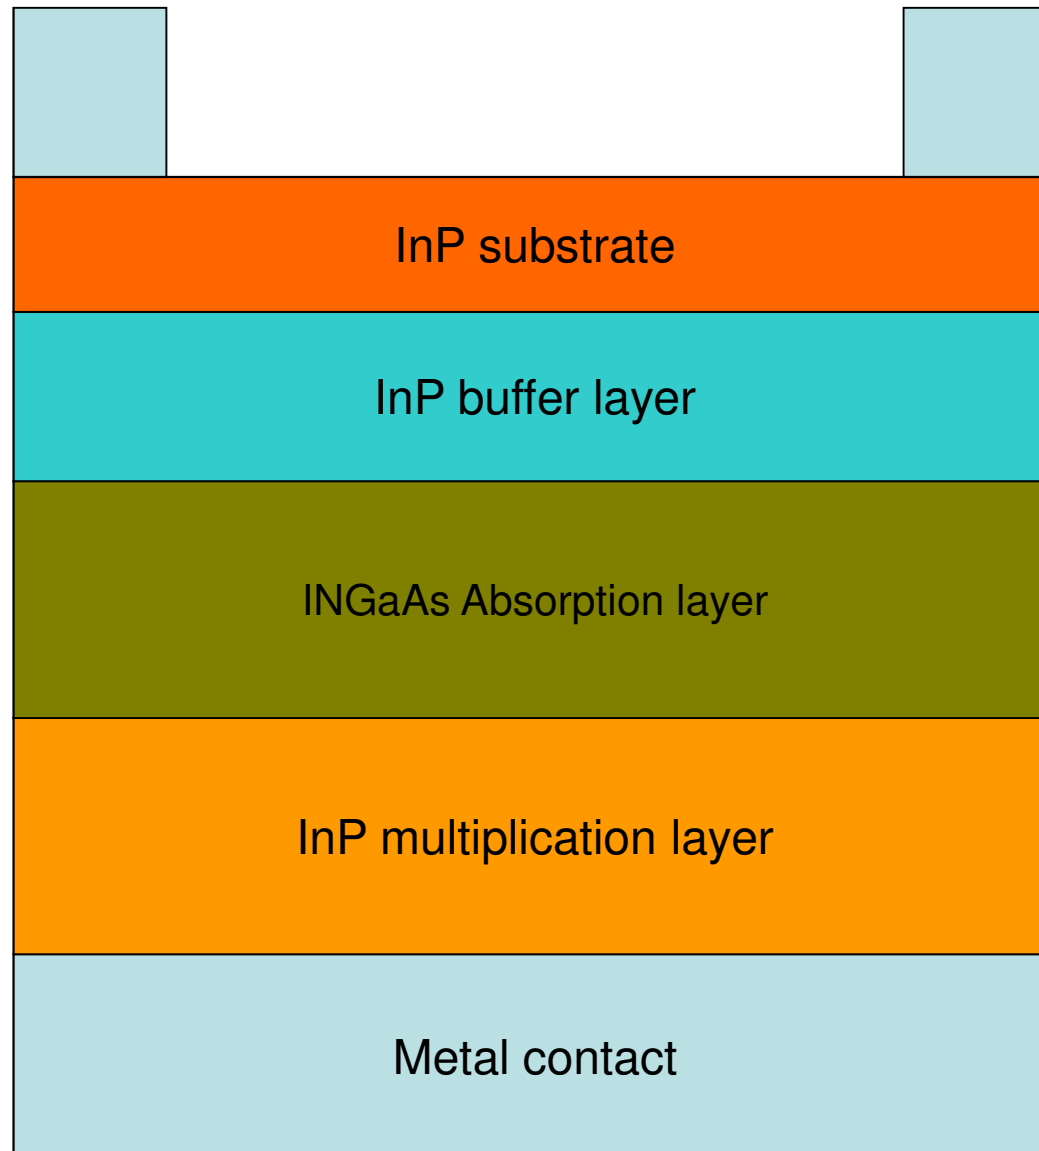 InP substrate
InP buffer layer
INGaAs Absorption layer
InP multiplication layer
Metal contact